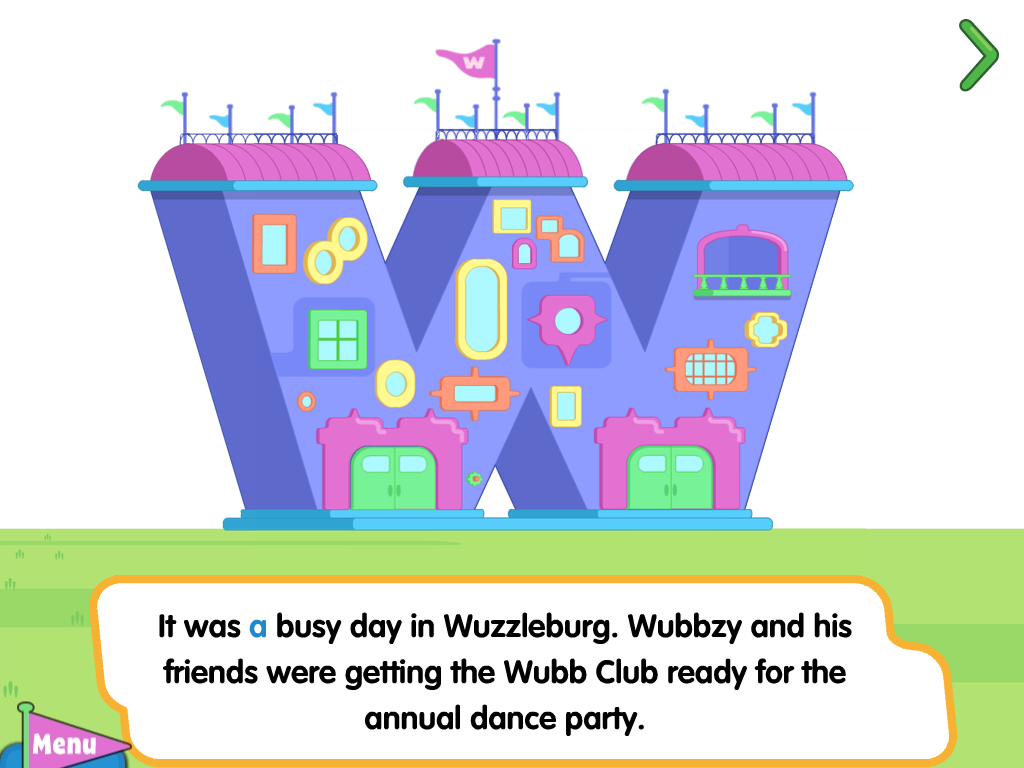 W
It was a busy day in Wuzzleburg. Wubbzy and his
friends were getting the Wubb Club ready for the
annual dance party.
Menu